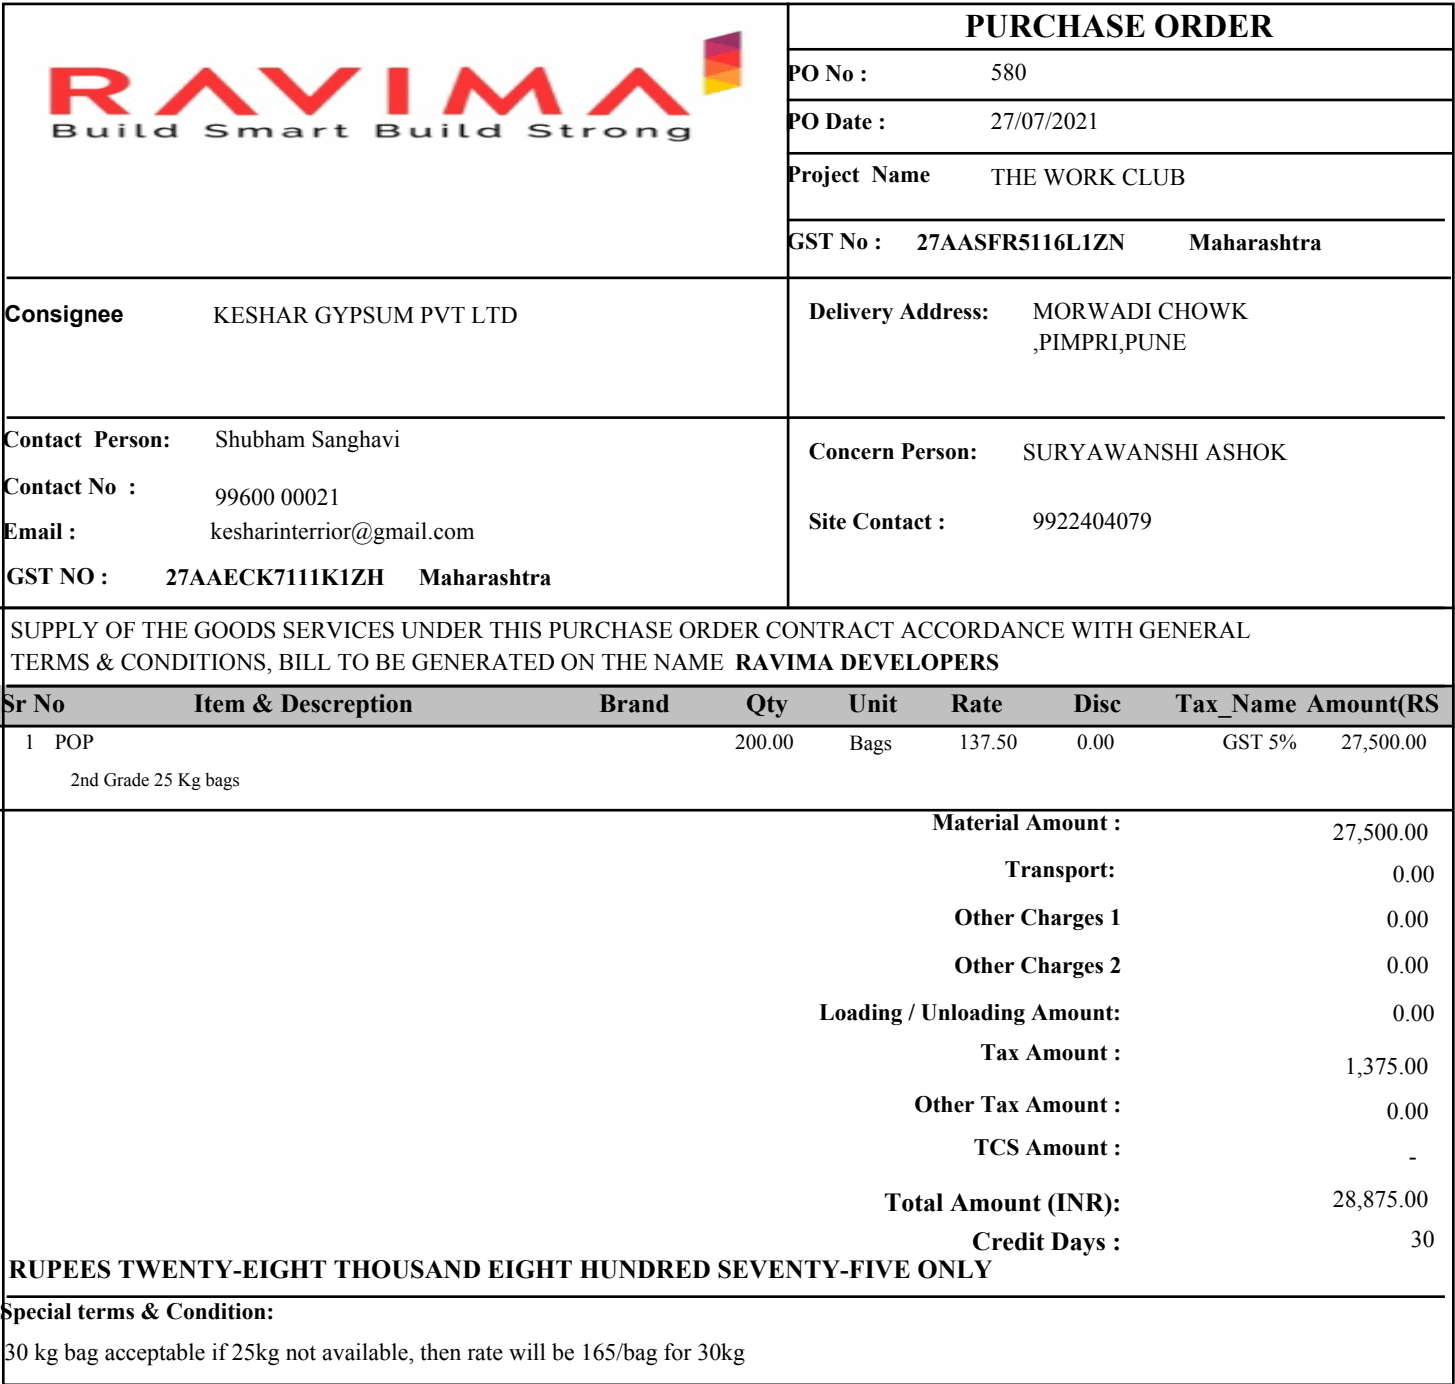 RAVIMA
Build Smart Build Strong
PURCHASE ORDER
PO No : 580
PO Date : 27/07/2021
Project Name THE WORK CLUB
GST No : 27AASFR5116L1ZN Maharashtra
Consignee KESHAR GYPSUM PVT LTD
Delivery Address: MORWADI CHOWK
,PIMPRI,PUNE
Contact Person: Shubham Sanghavi
Contact No : 99600 00021
Email : kesharinterrior@gmail.com
GST NO : 27AAECK7111K1ZH Maharashtra
Concern Person: SURYAWANSHI ASHOK
Site Contact : 9922404079
SUPPLY OF THE GOODS SERVICES UNDER THIS PURCHASE ORDER CONTRACT ACCORDANCE WITH GENERAL
TERMS & CONDITIONS, BILL TO BE GENERATED ON THE NAME RAVIMA DEVELOPERS
Sr No Item & Descreption Brand Qty Unit Rate Disc Tax_Name Amount(RS
1 POP 200.00 Bags 137.50 0.00 GST 5% 27,500.00
2nd Grade 25 Kg bags
Material Amount : 27,500.00
Transport: 0.00
Other Charges 1 0.00
Other Charges 2 0.00
Loading / Unloading Amount: 0.00
Tax Amount : 1,375.00
Other Tax Amount : 0.00
TCS Amount : -
Total Amount (INR): 28,875.00
Credit Days : 30
RUPEES TWENTY-EIGHT THOUSAND EIGHT HUNDRED SEVENTY-FIVE ONLY
Special terms & Condition:
30 kg bag acceptable if 25kg not available, then rate will be 165/bag for 30kg